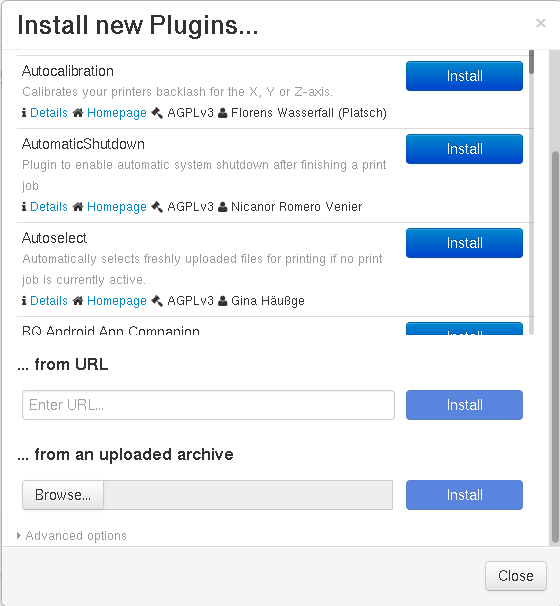 Install new Plugins...
×
Autocalibration
Install
Calibrates your printers backlash for the X, Y or Z-axis.
Details Homepage AGPLv3 Florens Wasserfall (Platsch)
AutomaticShutdown
Install
Plugin to enable automatic system shutdown after finishing a print
job
Details Homepage AGPLv3 Nicanor Romero Venier
Autoselect
Install
Automatically selects freshly uploaded files for printing if no print
job is currently active.
Details Homepage AGPLv3 Gina Häußge
BQ Android App Companion
Install
... from URL
Enter URL...
Install
... from an uploaded archive
Browse...
Install
Advanced options
Close